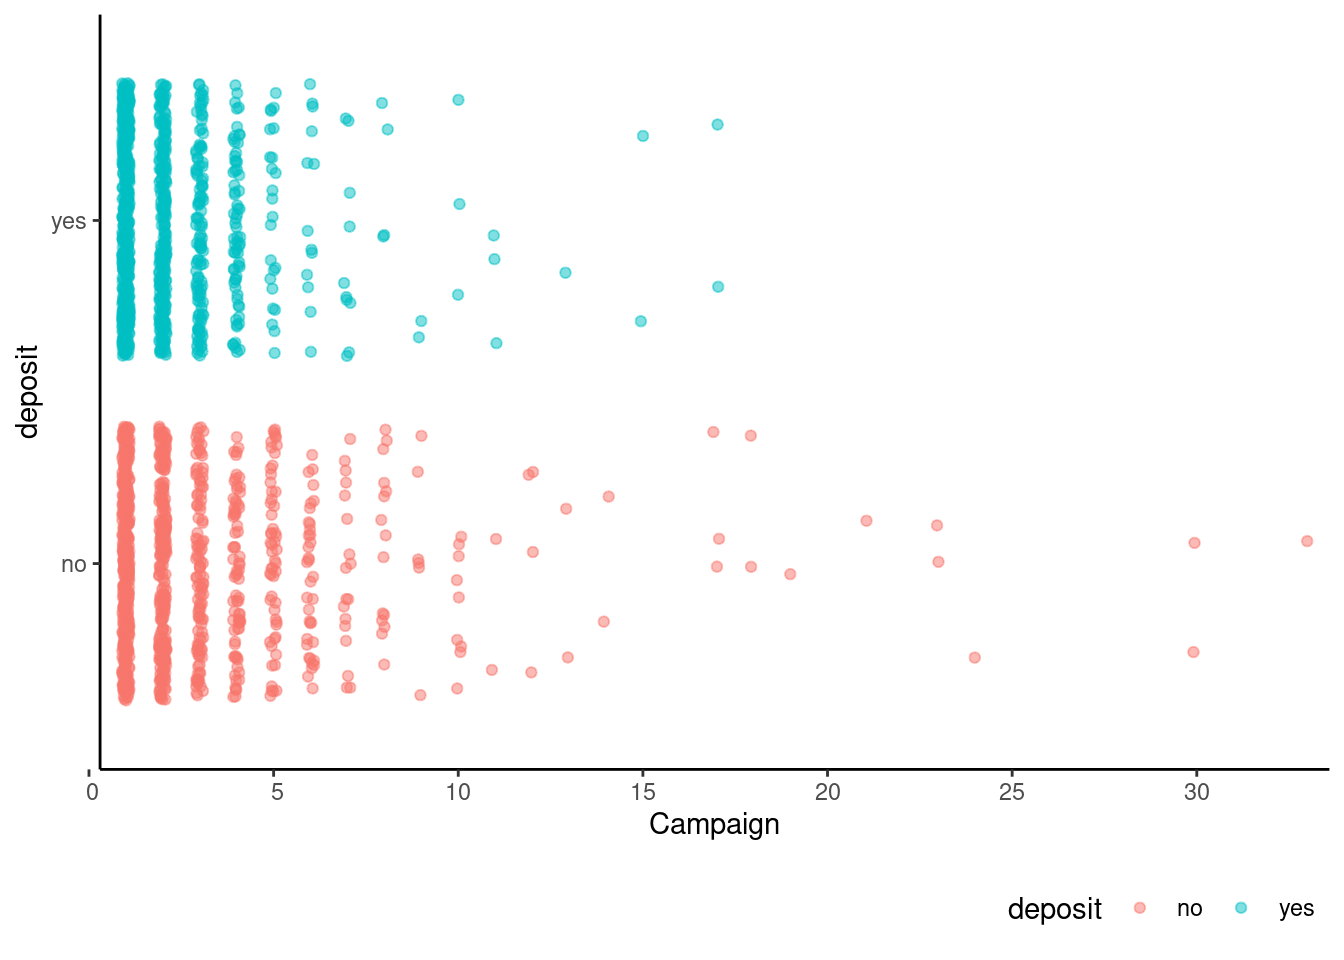 yes
deposit
no
0 5 10 15 20 25 30
Campaign
deposit no yes